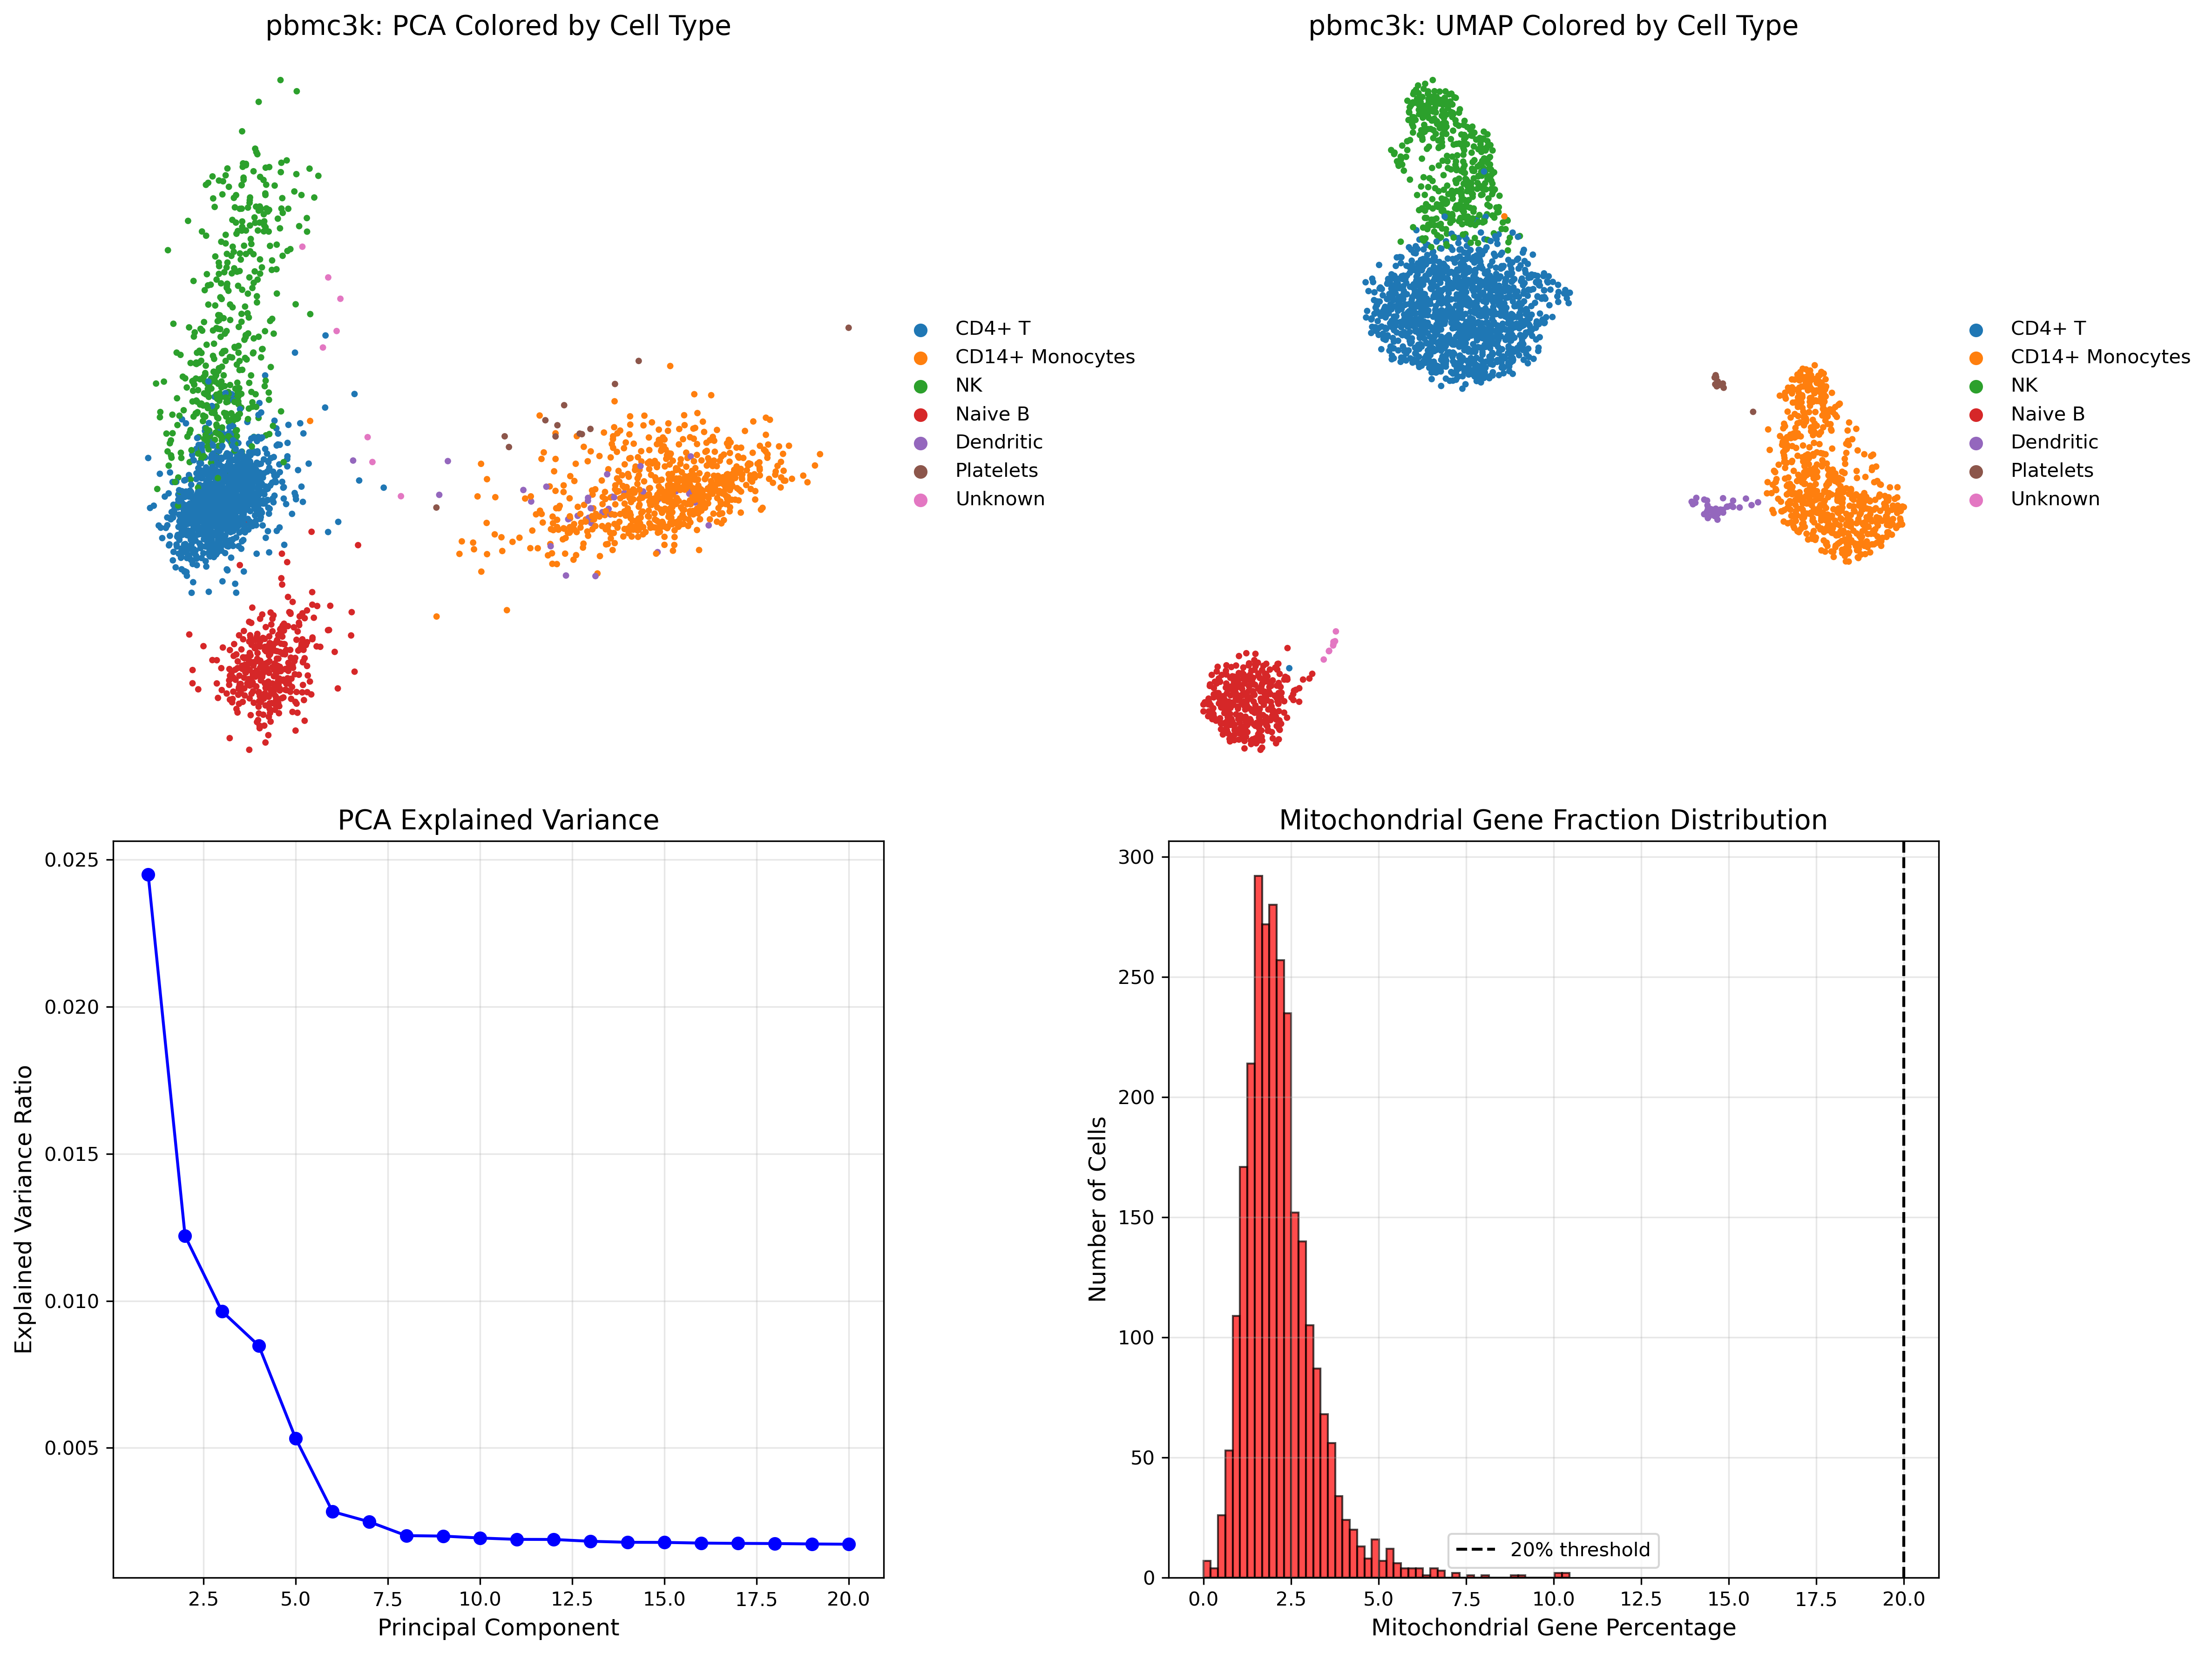 pbmc3k: PCA Colored by Cell Type
CD4+ T
CD14+ Monocytes
NK
Naive B
Dendritic
Platelets
Unknown
pbmc3k: UMAP Colored by Cell Type
CD4+ T
CD14+ Monocytes
NK
Naive B
Dendritic
Platelets
Unknown
PCA Explained Variance
Explained Variance Ratio
0.025
0.020
0.015
0.010
0.005
2.5 5.0 7.5 10.0 12.5 15.0 17.5 20.0
Principal Component
Mitochondrial Gene Fraction Distribution
Number of Cells
300
250
200
150
100
50
0
20% threshold
0.0 2.5 5.0 7.5 10.0 12.5 15.0 17.5 20.0
Mitochondrial Gene Percentage